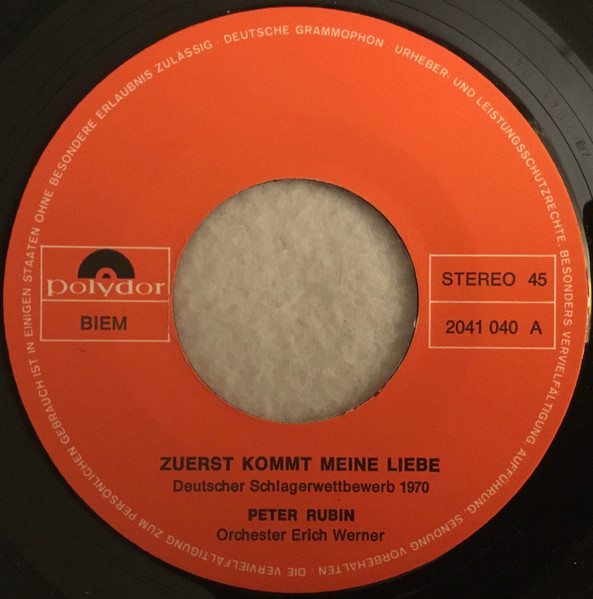 DEUTSCHE GRAMMOPHON · URHEBER- UND LEISTUNGSSCHUTZRECHTE, BESONDERS VERVIELFÄLTIGUNG, AUFFÜHRUNG, SENDUNG VORBEHALTEN · DIE VERVIELFÄLTIGUNG ZUM PERSÖNLICHEN GEBRAUCH IST IN EINIGEN STAATEN OHNE BESONDERE ERLAUBNIS ZULÄSSIG ·
polydor
BIEM
STEREO 45
2041 040 A
ZUERST KOMMT MEINE LIEBE
Deutscher Schlagerwettbewerb 1970
PETER RUBIN
Orchester Erich Werner